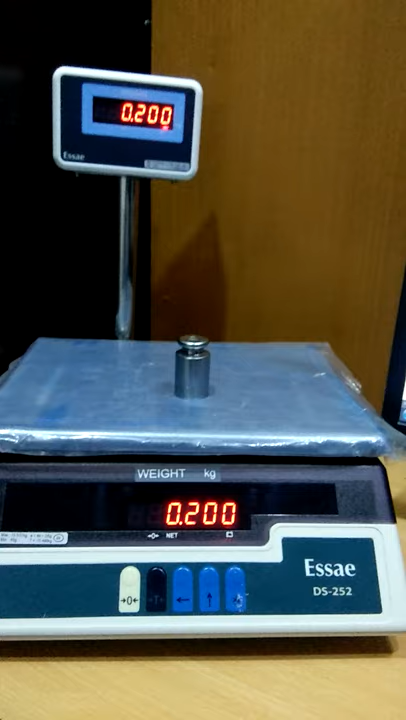 0.200
Essae
WEIGHT kg
0.200
NET
Essae
DS-252
→0← →T← ← ↑